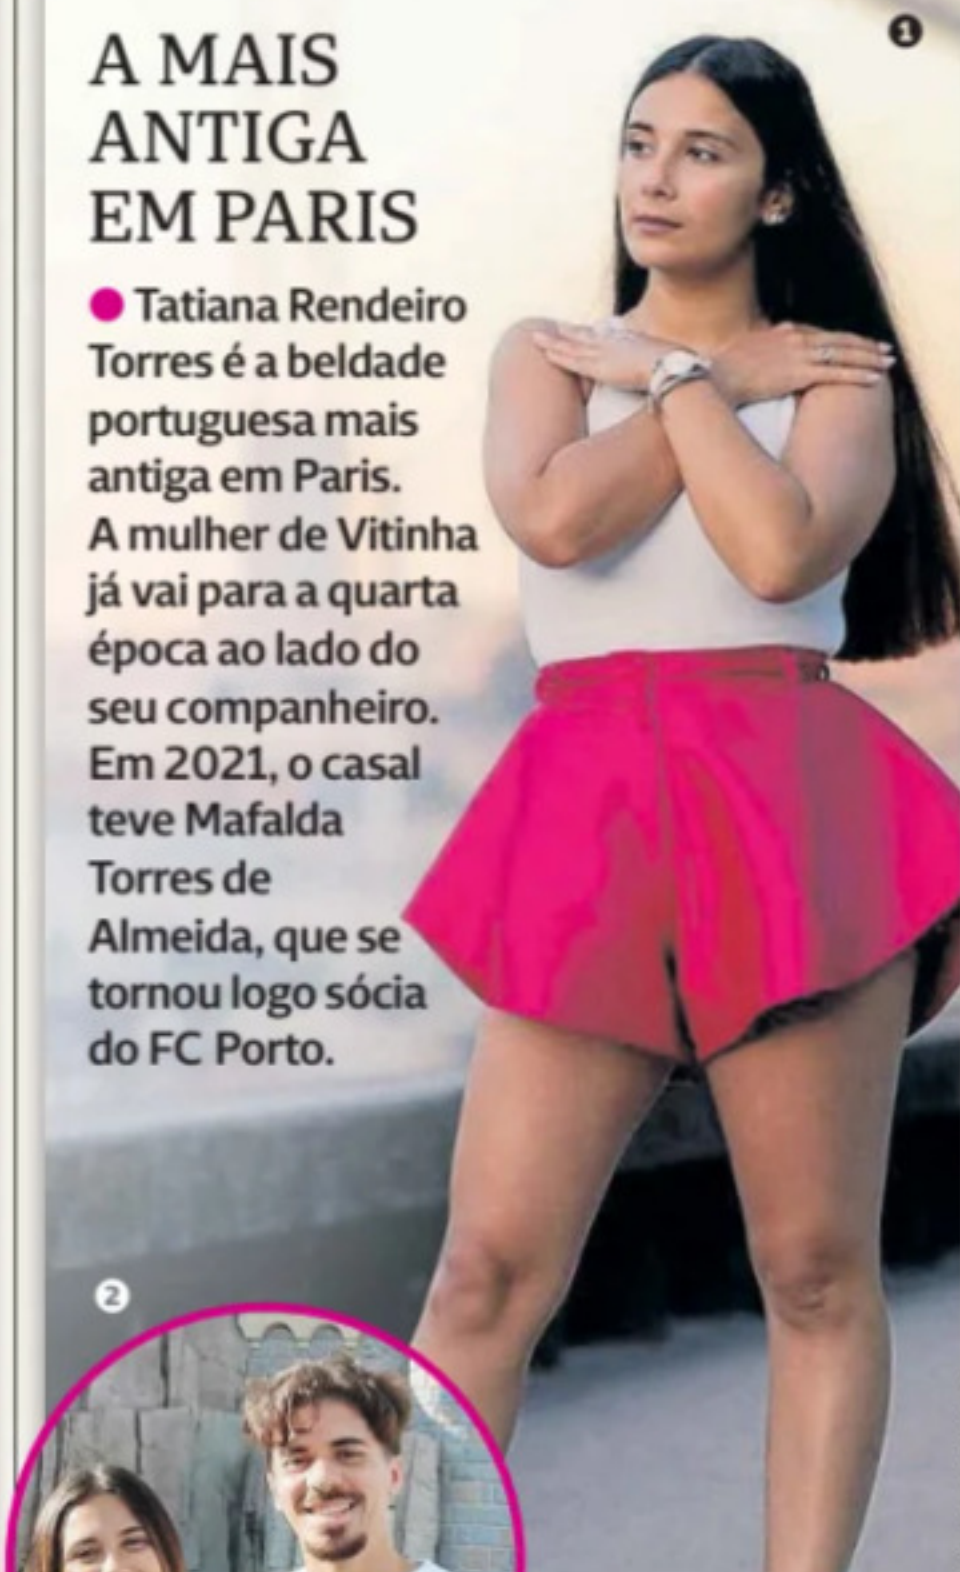 1
A MAIS
ANTIGA
EM PARIS
Tatiana Rendeiro
Torres é a beldade
portuguesa mais
antiga em Paris.
A mulher de Vitinha
já vai para a quarta
época ao lado do
seu companheiro.
Em 2021, o casal
teve Mafalda
Torres de
Almeida, que se
tornou logo sócia
do FC Porto.
2